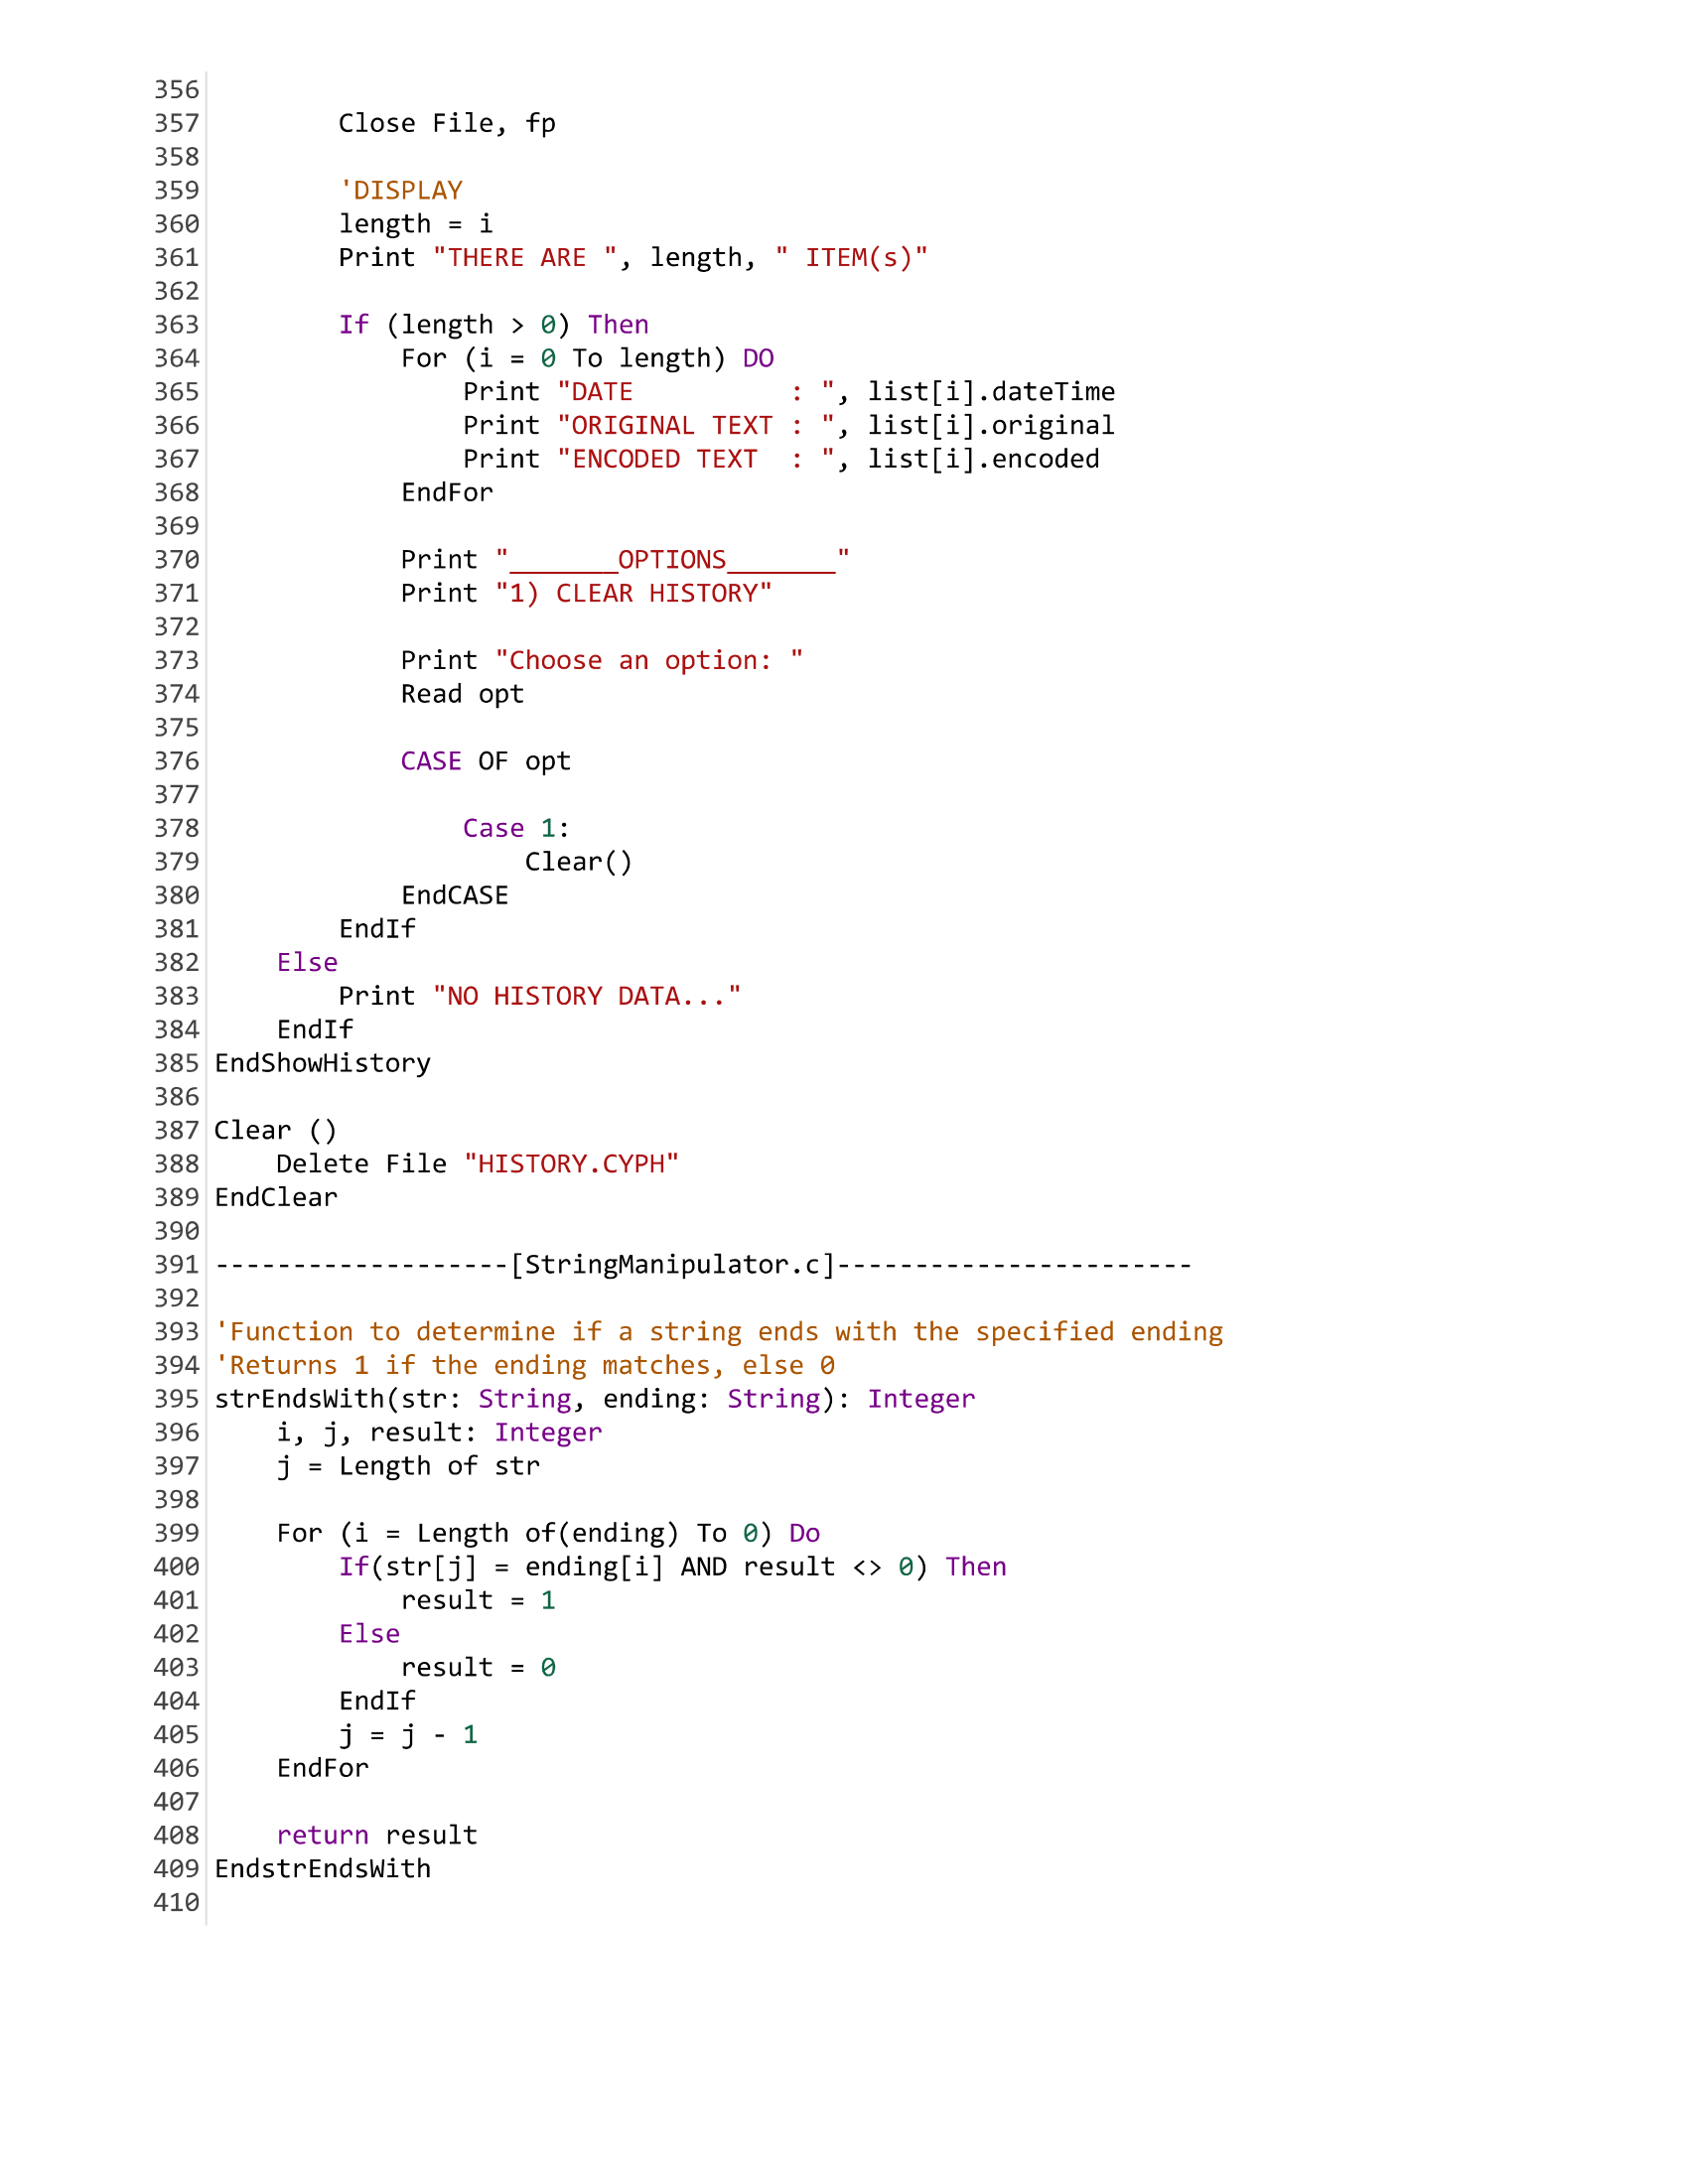 356
357         Close File, fp
358
359         'DISPLAY
360         length = i
361         Print "THERE ARE ", length, " ITEM(s)"
362
363         If (length > 0) Then
364             For (i = 0 To length) DO
365                 Print "DATE          : ", list[i].dateTime
366                 Print "ORIGINAL TEXT : ", list[i].original
367                 Print "ENCODED TEXT  : ", list[i].encoded
368             EndFor
369
370             Print "_______OPTIONS_______"
371             Print "1) CLEAR HISTORY"
372
373             Print "Choose an option: "
374             Read opt
375
376             CASE OF opt
377
378                 Case 1:
379                     Clear()
380             EndCASE
381         EndIf
382     Else
383         Print "NO HISTORY DATA..."
384     EndIf
385 EndShowHistory
386
387 Clear ()
388     Delete File "HISTORY.CYPH"
389 EndClear
390
391 -------------------[StringManipulator.c]-----------------------
392
393 'Function to determine if a string ends with the specified ending
394 'Returns 1 if the ending matches, else 0
395 strEndsWith(str: String, ending: String): Integer
396     i, j, result: Integer
397     j = Length of str
398
399     For (i = Length of(ending) To 0) Do
400         If(str[j] = ending[i] AND result <> 0) Then
401             result = 1
402         Else
403             result = 0
404         EndIf
405         j = j - 1
406     EndFor
407
408     return result
409 EndstrEndsWith
410